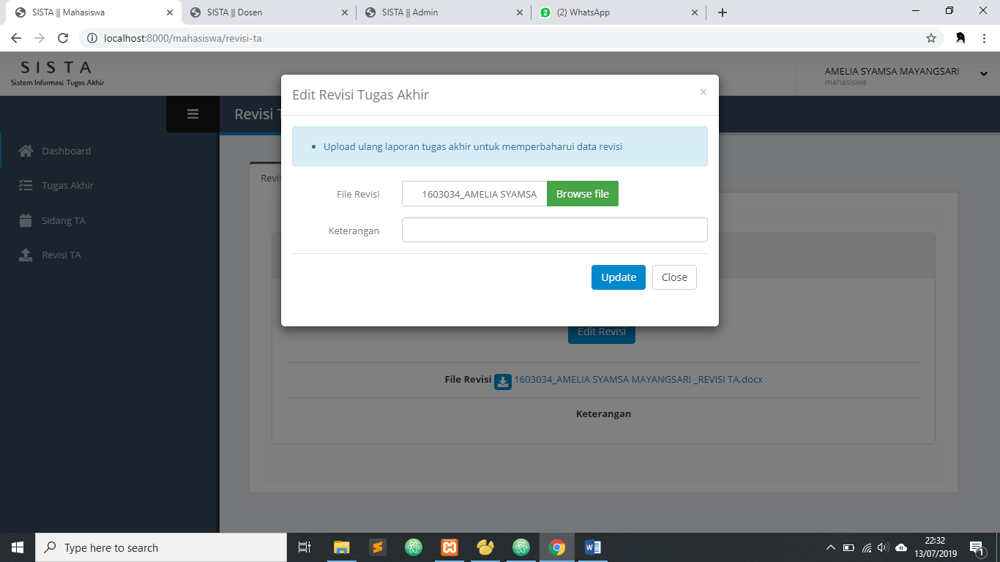 SISTA || Mahasiswa
SISTA || Dosen
SISTA || Admin
2 (2) WhatsApp
localhost:8000/mahasiswa/revisi-ta
SISTA
Sistem Informasi Tugas Akhir
AMELIA SYAMSA MAYANGSARI
mahasiswa
Revisi T
Dashboard
Tugas Akhir
Sidang TA
Revisi TA
Revis
Edit Revisi Tugas Akhir
×
Upload ulang laporan tugas akhir untuk memperbaharui data revisi
File Revisi
1603034_AMELIA SYAMSA
Browse file
Keterangan
Update
Close
Edit Revisi
File Revisi 1603034_AMELIA SYAMSA MAYANGSARI _REVISI TA.docx
Keterangan
Type here to search
22:32
13/07/2019
1